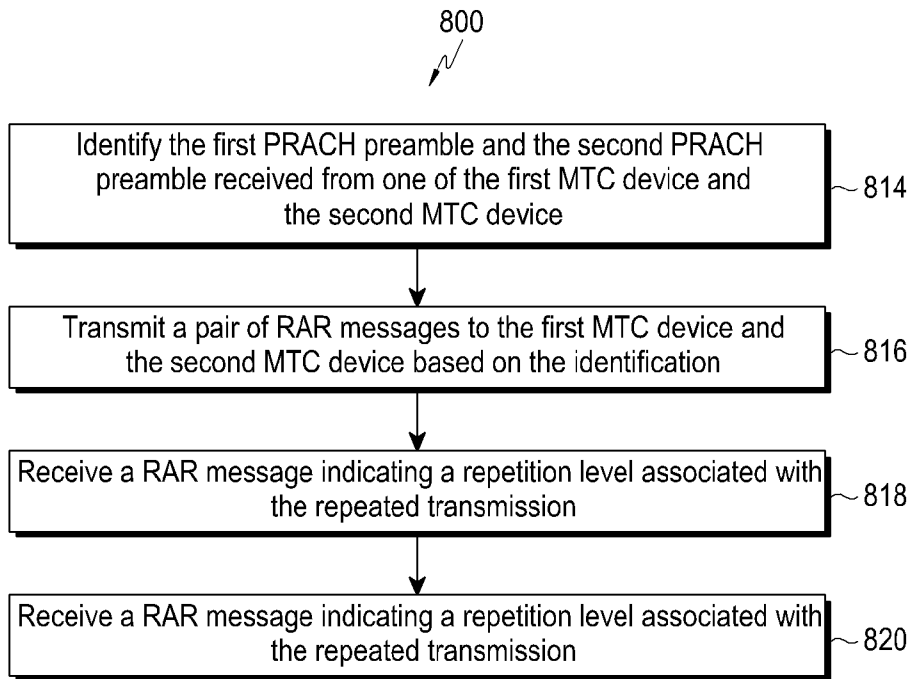 800
Identify the first PRACH preamble and the second PRACH
preamble received from one of the first MTC device and
the second MTC device
814
Transmit a pair of RAR messages to the first MTC device and
the second MTC device based on the identification
816
Receive a RAR message indicating a repetition level associated with
the repeated transmission
818
Receive a RAR message indicating a repetition level associated with
the repeated transmission
820